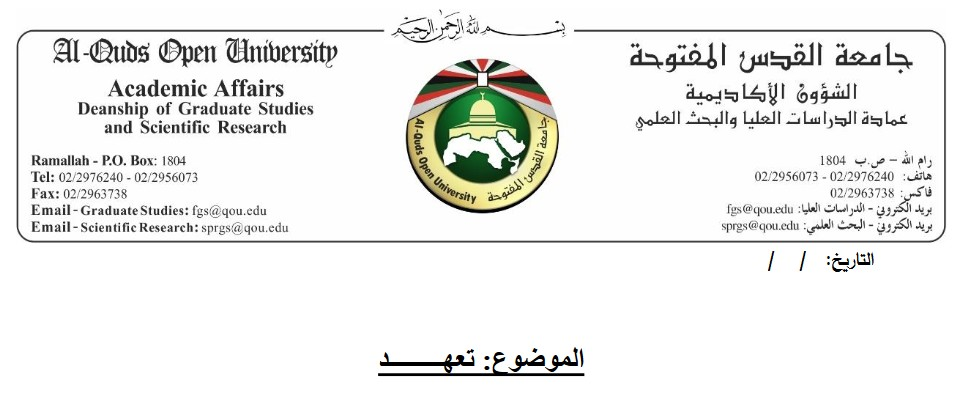 بسم الله الرحمن الرحيم
Al-Quds Open University
Academic Affairs
Deanship of Graduate Studies
and Scientific Research
Ramallah - P.O. Box: 1804
Tel: 02/2976240 - 02/2956073
Fax: 02/2963738
Email - Graduate Studies: fgs@qou.edu
Email - Scientific Research: sprgs@qou.edu
جامعة القدس المفتوحة
Al-Quds Open University
جامعة القدس المفتوحة
الشؤون الأكاديمية
عمادة الدراسات العليا والبحث العلمي
رام الله – ص.ب 1804
هاتف: 02/2976240 - 02/2956073
فاكس: 02/2963738
بريد الكتروني - الدراسات العليا: fgs@qou.edu
بريد الكتروني - البحث العلمي: sprgs@qou.edu
التاريخ: / /
الموضوع: تعهـــــــد